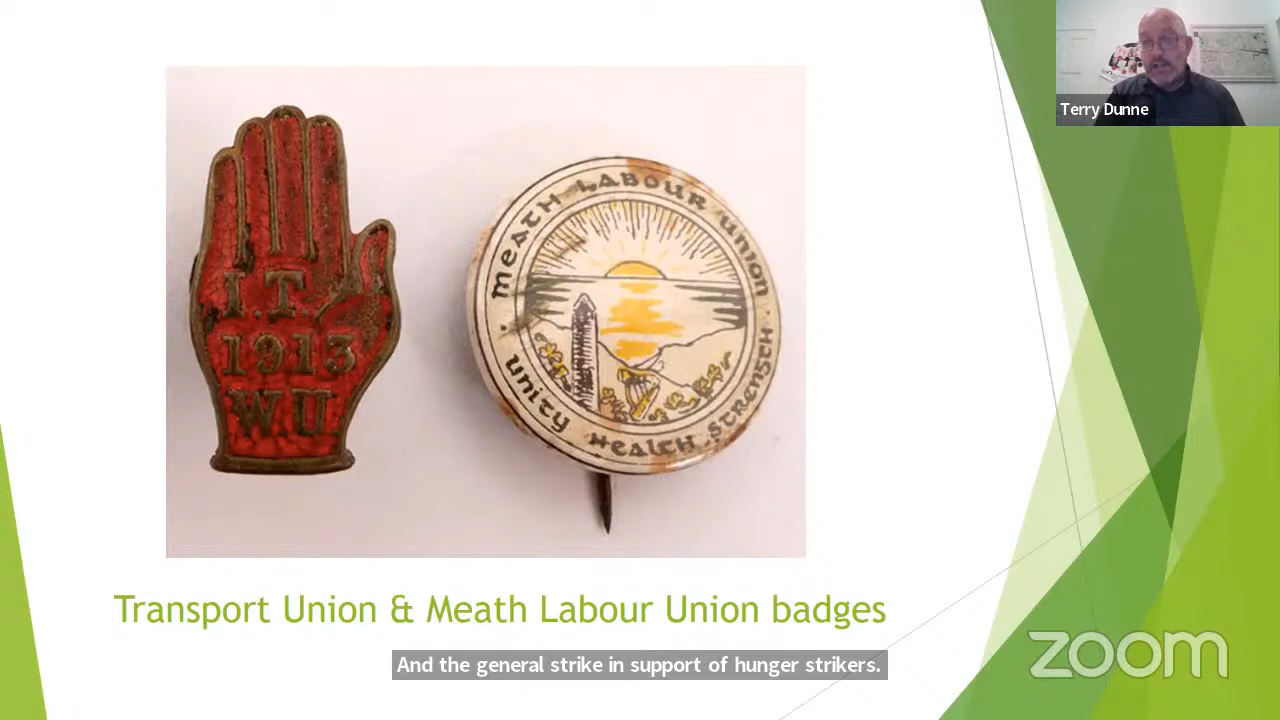 Terry Dunne
I.T.
1913
W.U.
MEATH LABOUR UNION
UNITY HEALTH STRENGTH
Transport Union & Meath Labour Union badges
And the general strike in support of hunger strikers.
zoom